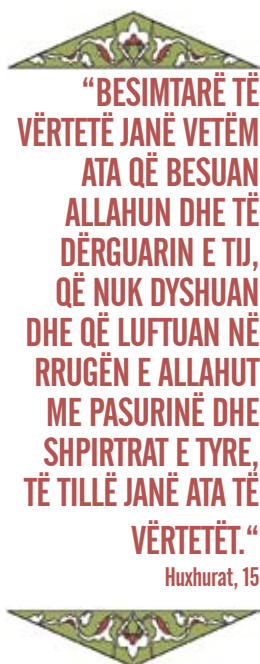 “BESIMTARË TË
VËRTETË JANË VETËM
ATA QË BESUAN
ALLAHUN DHE TË
DËRGUARIN E TIJ,
QË NUK DYSHUAN
DHE QË LUFTUAN NË
RRUGËN E ALLAHUT
ME PASURINË DHE
SHPIRTRAT E TYRE,
TË TILLË JANË ATA TË
VËRTETËT.“
Huxhurat, 15